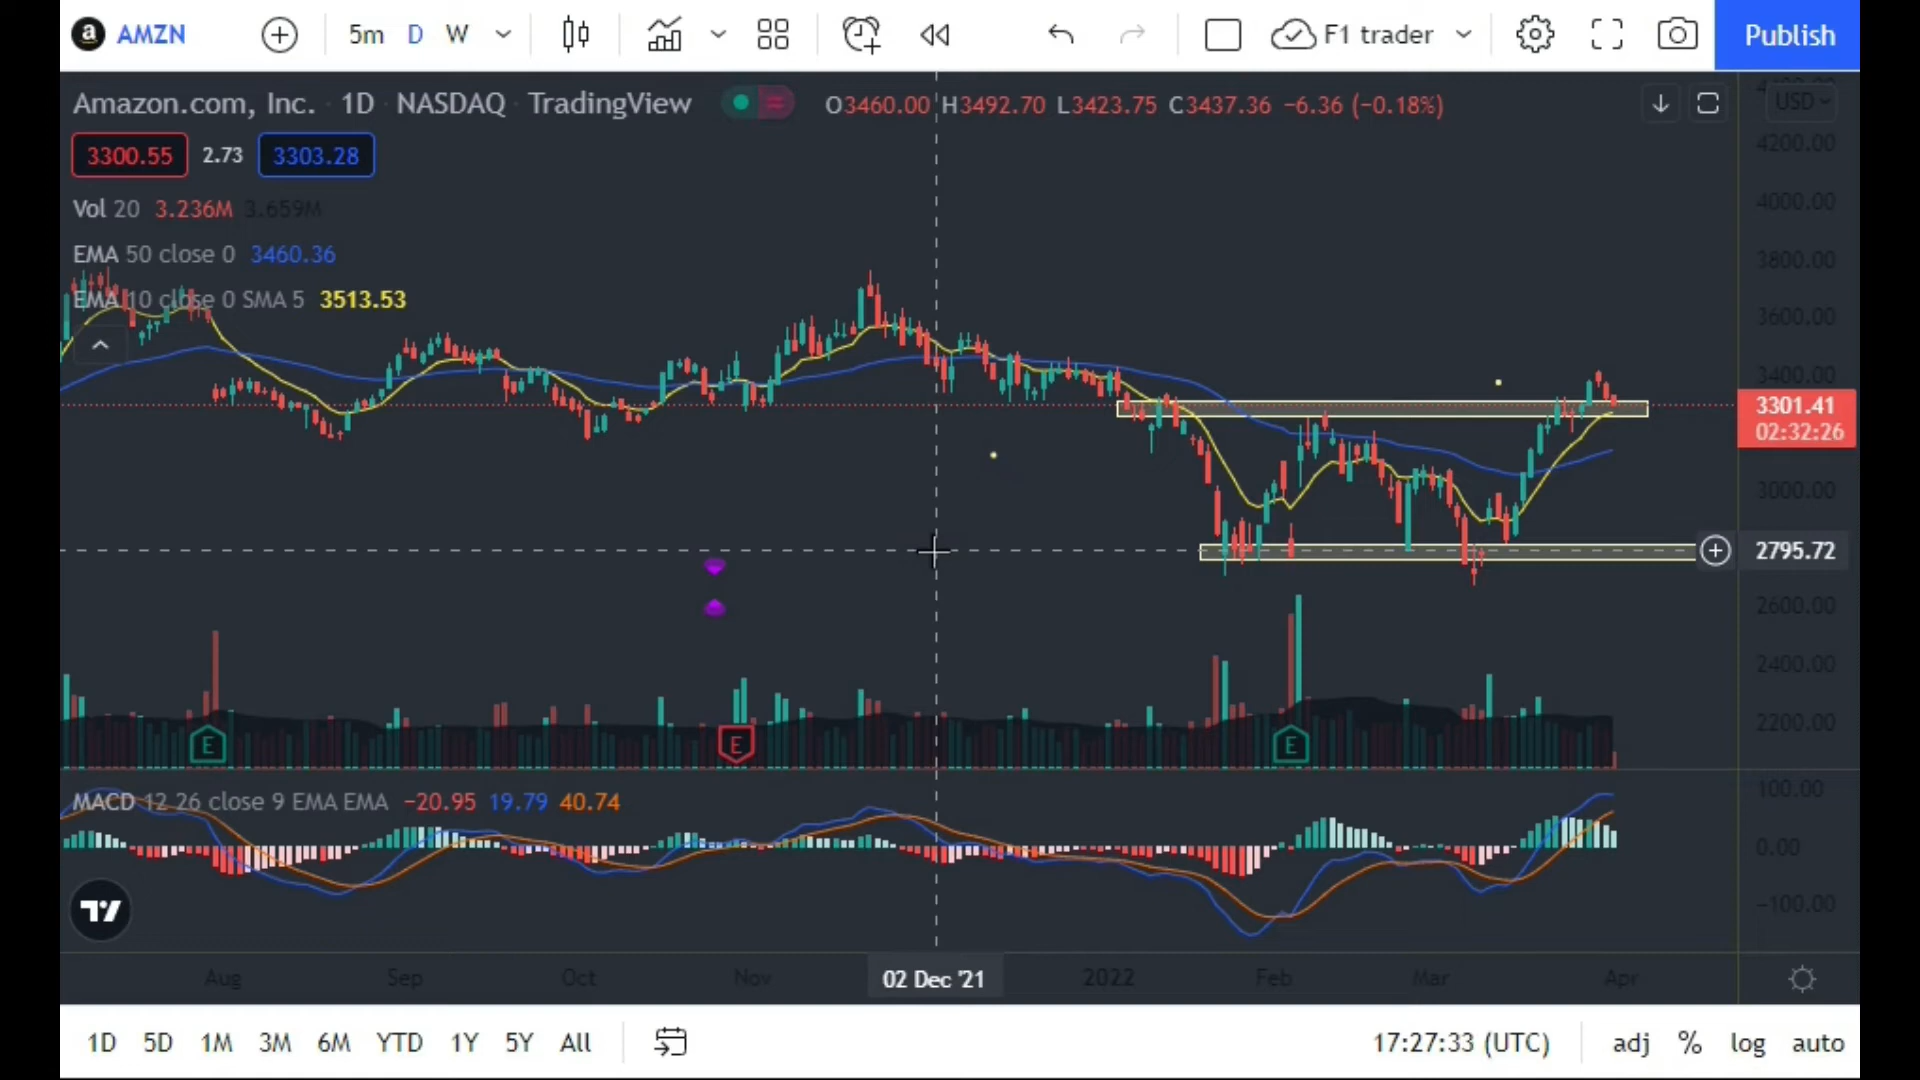 a AMZN 5m D W F1 trader Publish
Amazon.com, Inc. · 1D · NASDAQ · TradingView O3460.00 H3492.70 L3423.75 C3437.36 −6.36 (−0.18%) USD
4200.00
3300.55 2.73 3303.28
Vol 20 3.236M 3.659M
4000.00
EMA 50 close 0 3460.36
3800.00
EMA 10 close 0 SMA 5 3513.53
3600.00
3400.00
3301.41
02:32:26
3000.00
2795.72
2600.00
2400.00
2200.00
E E E
MACD 12 26 close 9 EMA EMA −20.95 19.79 40.74
100.00
0.00
−100.00
Aug Sep Oct Nov 02 Dec '21 2022 Feb Mar Apr
1D 5D 1M 3M 6M YTD 1Y 5Y All 17:27:33 (UTC) adj % log auto